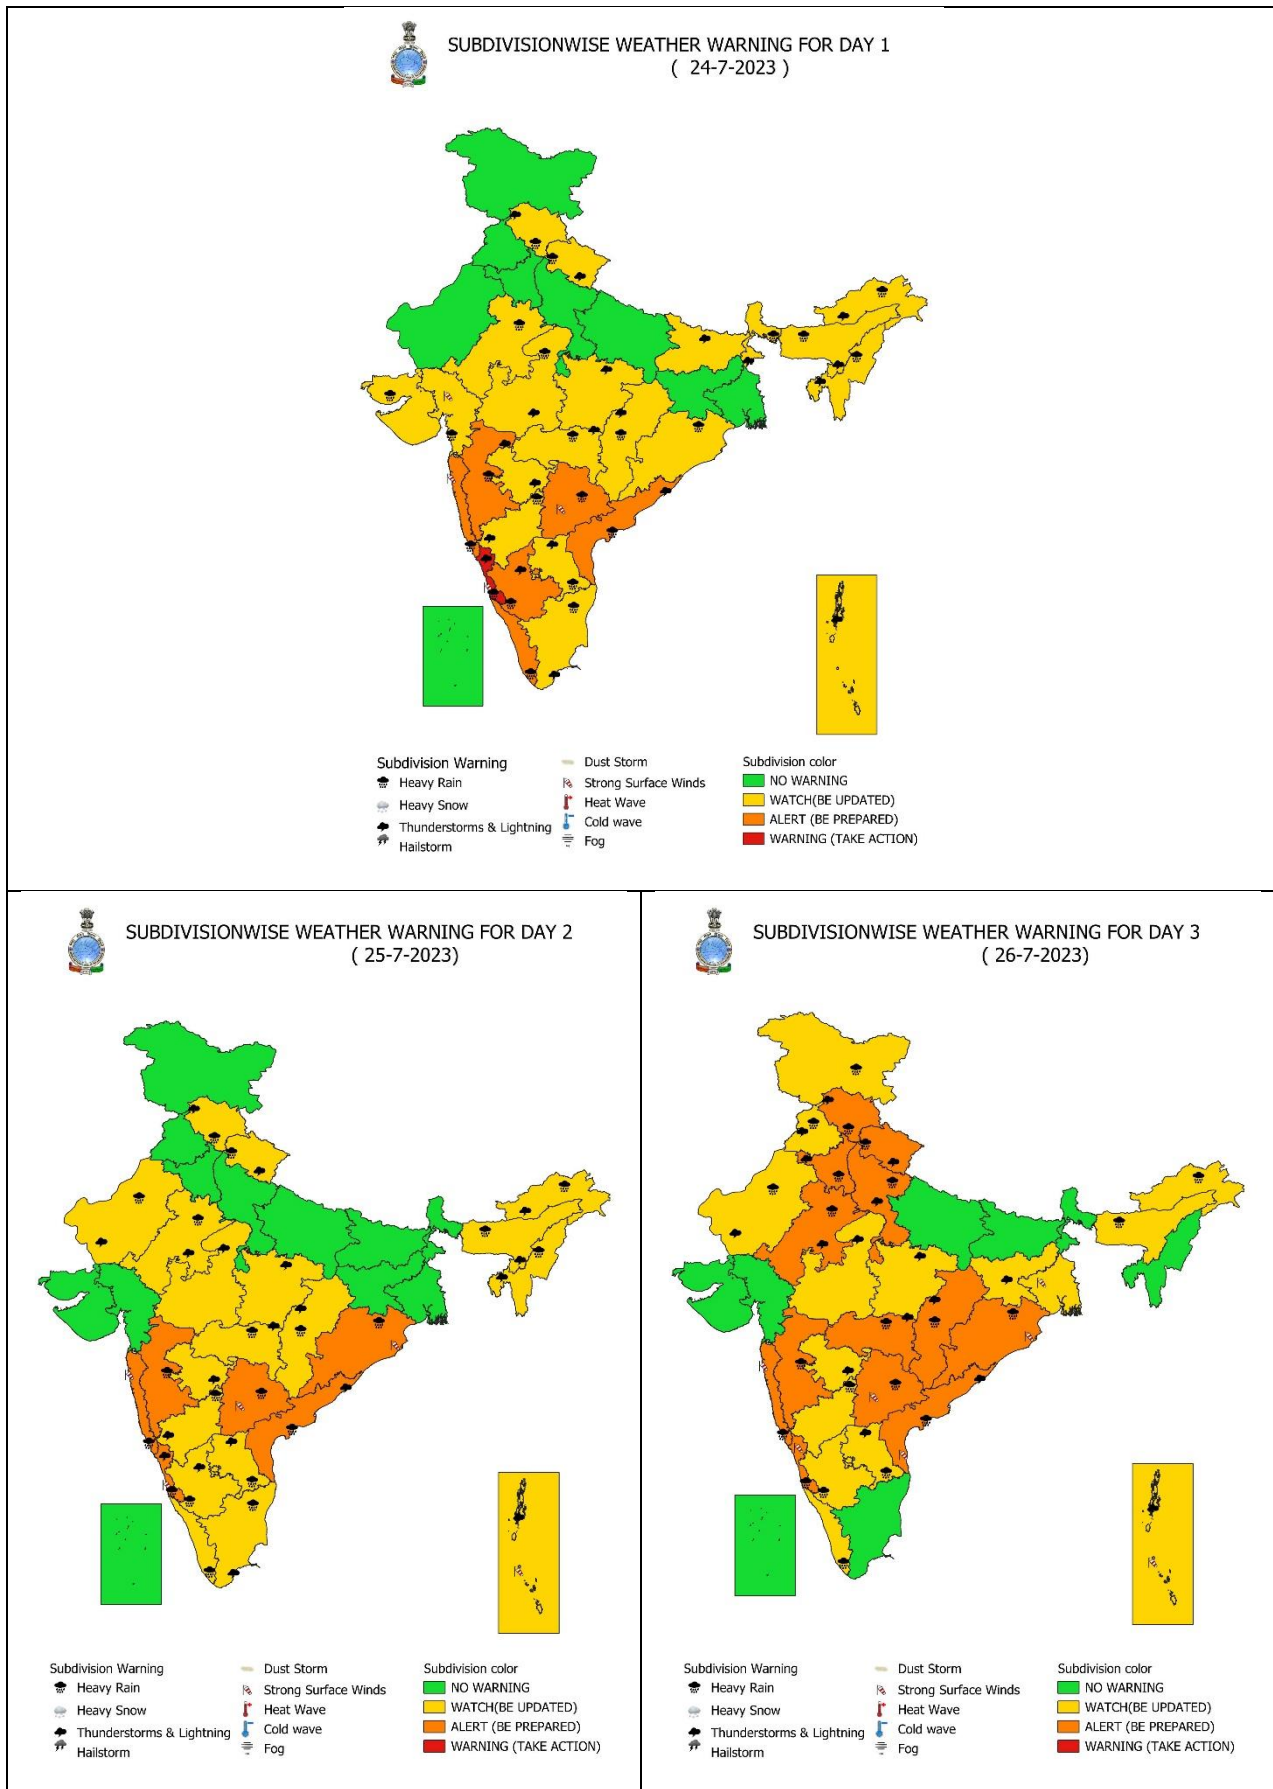 SUBDIVISIONWISE WEATHER WARNING FOR DAY 1
( 24-7-2023 )
Subdivision Warning
Heavy Rain
Heavy Snow
Thunderstorms & Lightning
Hailstorm
Dust Storm
Strong Surface Winds
Heat Wave
Cold wave
Fog
Subdivision color
NO WARNING
WATCH(BE UPDATED)
ALERT (BE PREPARED)
WARNING (TAKE ACTION)
SUBDIVISIONWISE WEATHER WARNING FOR DAY 2
( 25-7-2023)
Subdivision Warning
Heavy Rain
Heavy Snow
Thunderstorms & Lightning
Hailstorm
Dust Storm
Strong Surface Winds
Heat Wave
Cold wave
Fog
Subdivision color
NO WARNING
WATCH(BE UPDATED)
ALERT (BE PREPARED)
WARNING (TAKE ACTION)
SUBDIVISIONWISE WEATHER WARNING FOR DAY 3
( 26-7-2023)
Subdivision Warning
Heavy Rain
Heavy Snow
Thunderstorms & Lightning
Hailstorm
Dust Storm
Strong Surface Winds
Heat Wave
Cold wave
Fog
Subdivision color
NO WARNING
WATCH(BE UPDATED)
ALERT (BE PREPARED)
WARNING (TAKE ACTION)